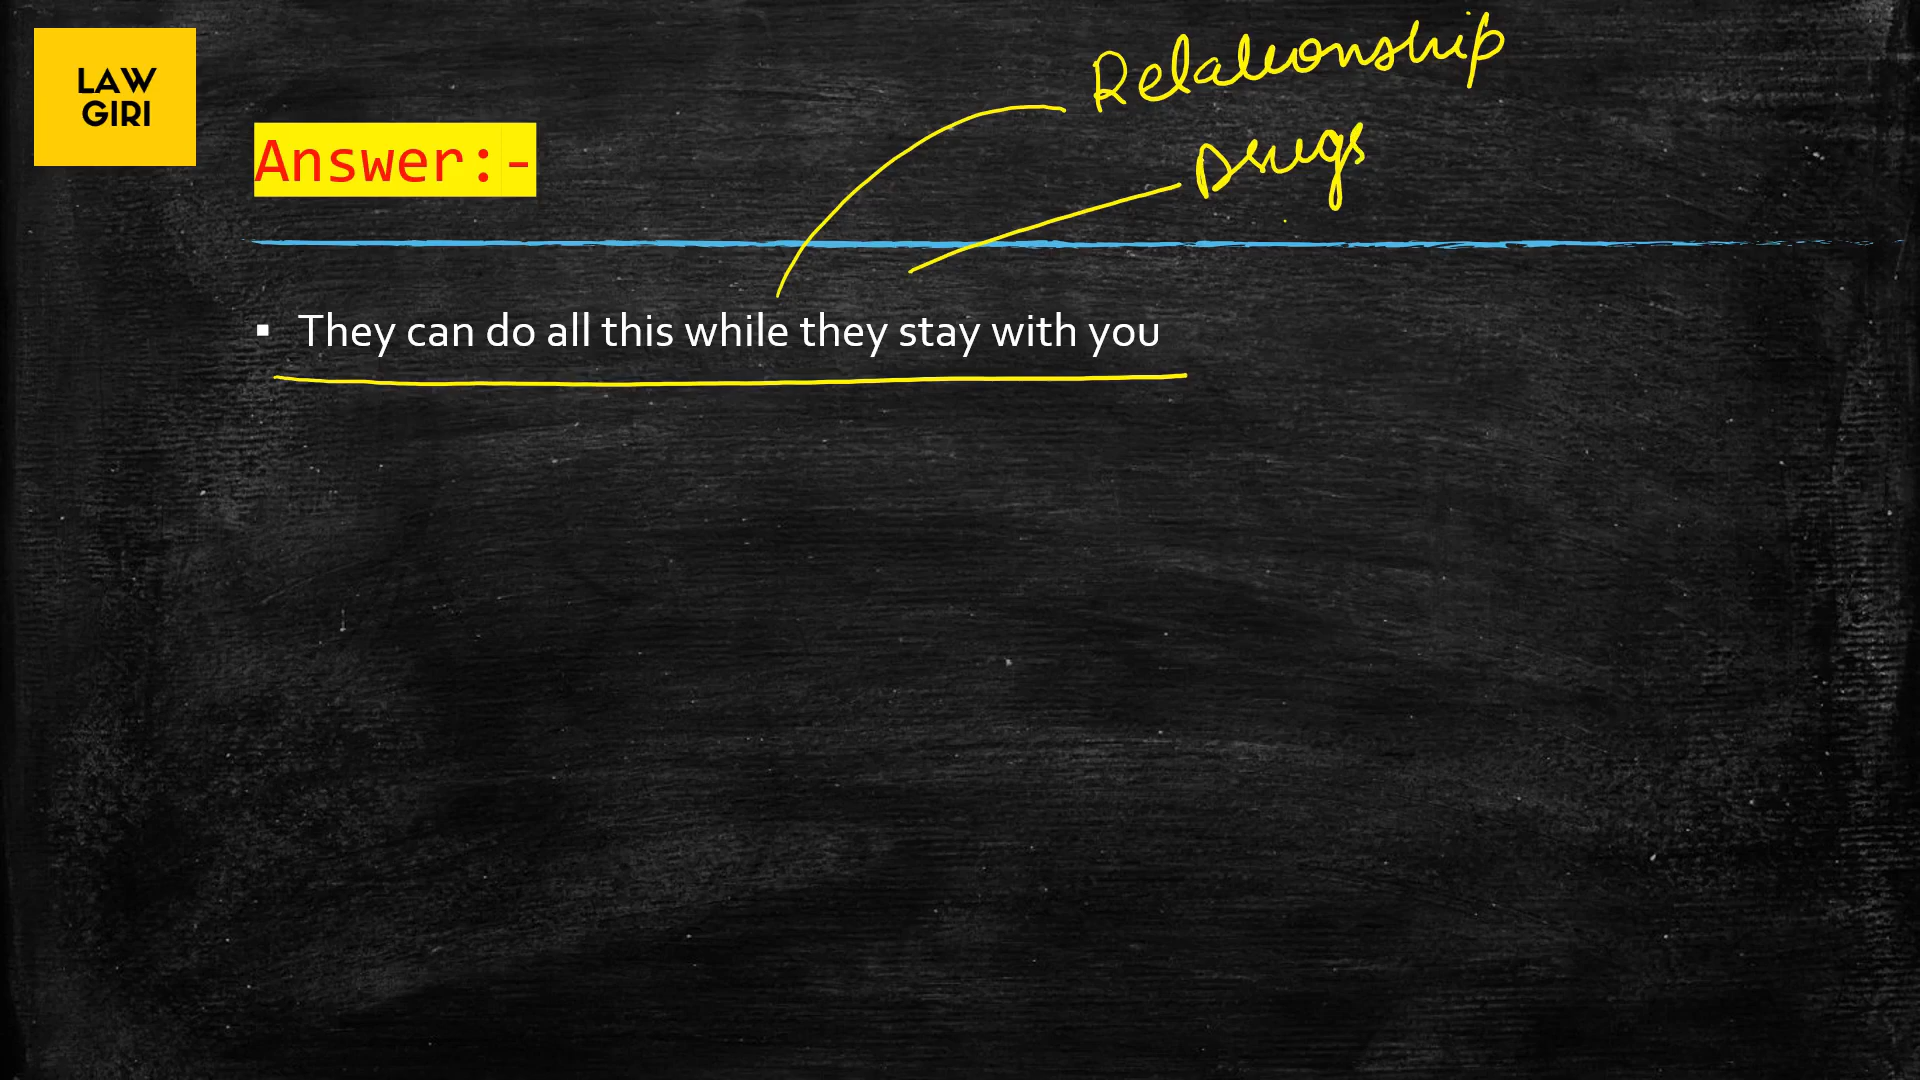 LAW
GIRI
Relationship
Drugs
Answer:-
▪ They can do all this while they stay with you